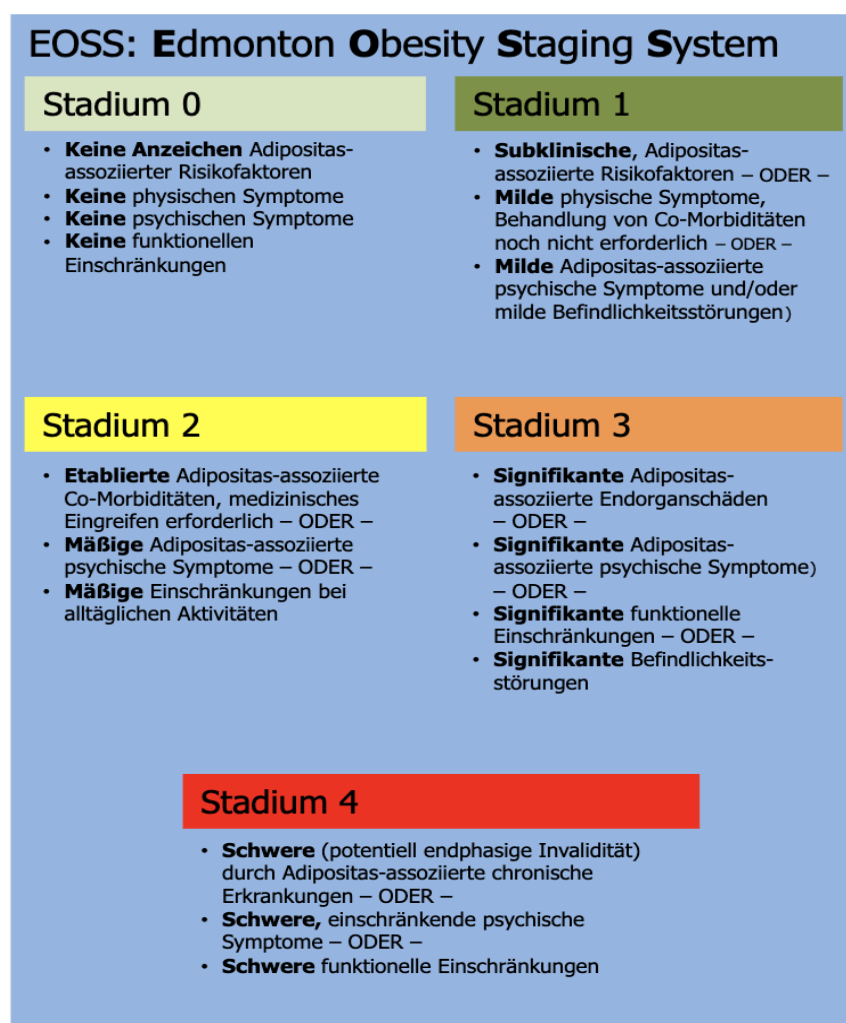 EOSS: Edmonton Obesity Staging System
Stadium 0
• Keine Anzeichen Adipositas-
assoziierter Risikofaktoren
• Keine physischen Symptome
• Keine psychischen Symptome
• Keine funktionellen
Einschränkungen
Stadium 1
• Subklinische, Adipositas-
assoziierte Risikofaktoren – ODER –
• Milde physische Symptome,
Behandlung von Co-Morbiditäten
noch nicht erforderlich – ODER –
• Milde Adipositas-assoziierte
psychische Symptome und/oder
milde Befindlichkeitsstörungen)
Stadium 2
• Etablierte Adipositas-assoziierte
Co-Morbiditäten, medizinisches
Eingreifen erforderlich – ODER –
• Mäßige Adipositas-assoziierte
psychische Symptome – ODER –
• Mäßige Einschränkungen bei
alltäglichen Aktivitäten
Stadium 3
• Signifikante Adipositas-
assoziierte Endorganschäden
– ODER –
• Signifikante Adipositas-
assoziierte psychische Symptome)
– ODER –
• Signifikante funktionelle
Einschränkungen – ODER –
• Signifikante Befindlichkeits-
störungen
Stadium 4
• Schwere (potentiell endphasige Invalidität)
durch Adipositas-assoziierte chronische
Erkrankungen – ODER –
• Schwere, einschränkende psychische
Symptome – ODER –
• Schwere funktionelle Einschränkungen